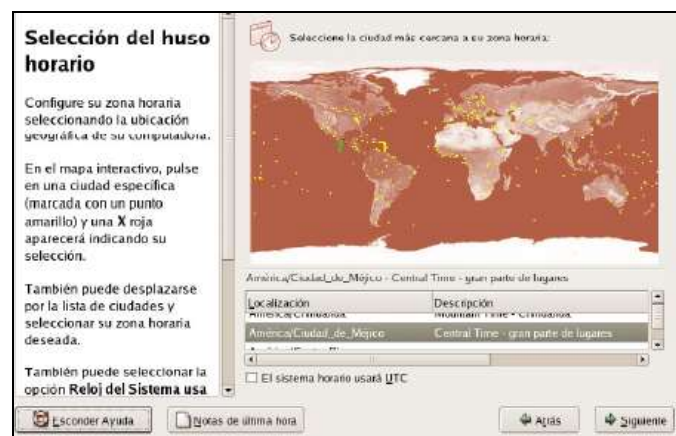 Selección del huso
horario
Configure su zona horaria
seleccionando la ubicación
geográfica de su computadora.
En el mapa interactivo, pulse
en una ciudad específica
(marcada con un punto
amarillo) y una X roja
aparecerá indicando su
selección.
También puede desplazarse
por la lista de ciudades y
seleccionar su zona horaria
deseada.
También puede seleccionar la
opción Reloj del Sistema usa
Seleccione la ciudad más cercana a su zona horaria:
América/Ciudad_de_Méjico - Central Time - gran parte de lugares
Localización Descripción
América/Chihuahua Mountain Time - Chihuahua
América/Ciudad_de_Méjico Central Time - gran parte de lugares
El sistema horario usará UTC
Esconder Ayuda Notas de última hora Atrás Siguiente